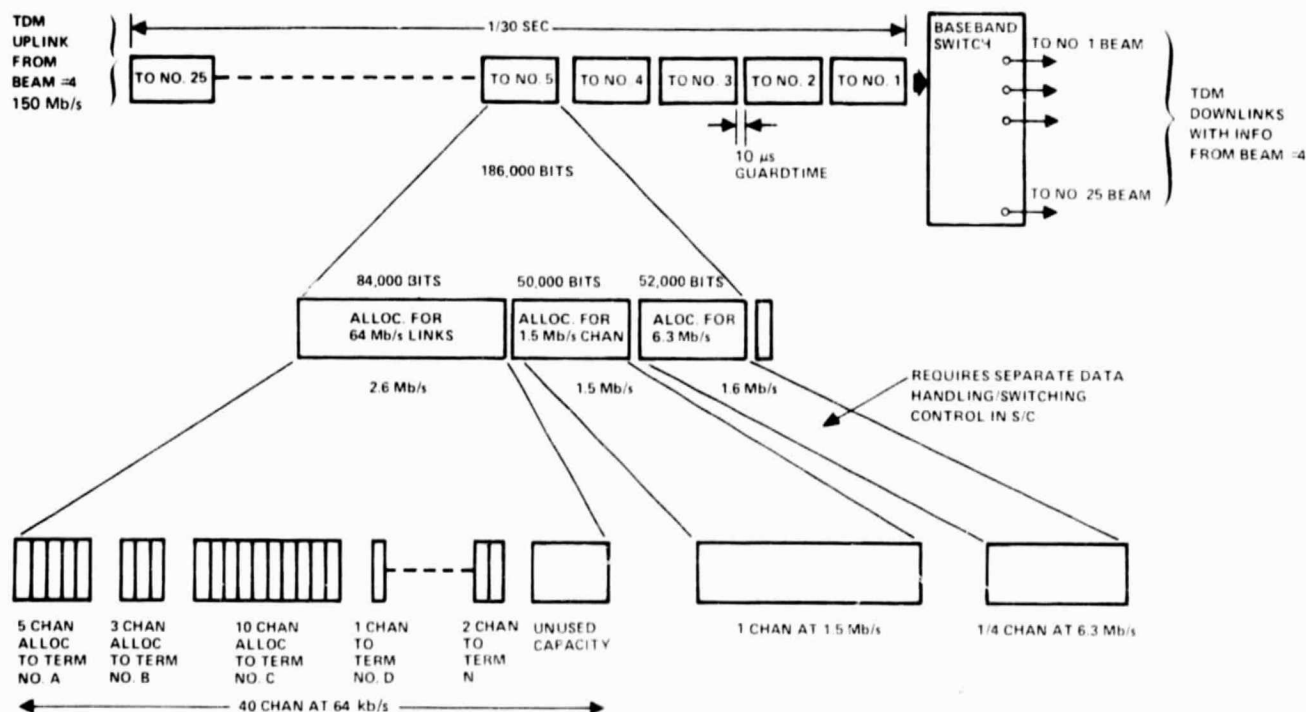 TDM
UPLINK
FROM
BEAM =4
150 Mb/s
1/30 SEC
TO NO. 25
TO NO. 5
TO NO. 4
TO NO. 3
TO NO. 2
TO NO. 1
BASEBAND
SWITCH
TO NO 1 BEAM
TO NO 25 BEAM
TDM
DOWNLINKS
WITH INFO
FROM BEAM =4
10 μs
GUARDTIME
186,000 BITS
84,000 BITS
50,000 BITS
52,000 BITS
ALLOC. FOR
64 Mb/s LINKS
ALLOC. FOR
1.5 Mb/s CHAN
ALOC. FOR
6.3 Mb/s
2.6 Mb/s
1.5 Mb/s
1.6 Mb/s
REQUIRES SEPARATE DATA
HANDLING/SWITCHING
CONTROL IN S/C
5 CHAN
ALLOC
TO TERM
NO. A
3 CHAN
ALLOC
TO TERM
NO. B
10 CHAN
ALLOC
TO TERM
NO. C
1 CHAN
TO
TERM
NO. D
2 CHAN
TO
TERM
N
UNUSED
CAPACITY
1 CHAN AT 1.5 Mb/s
1/4 CHAN AT 6.3 Mb/s
40 CHAN AT 64 kb/s